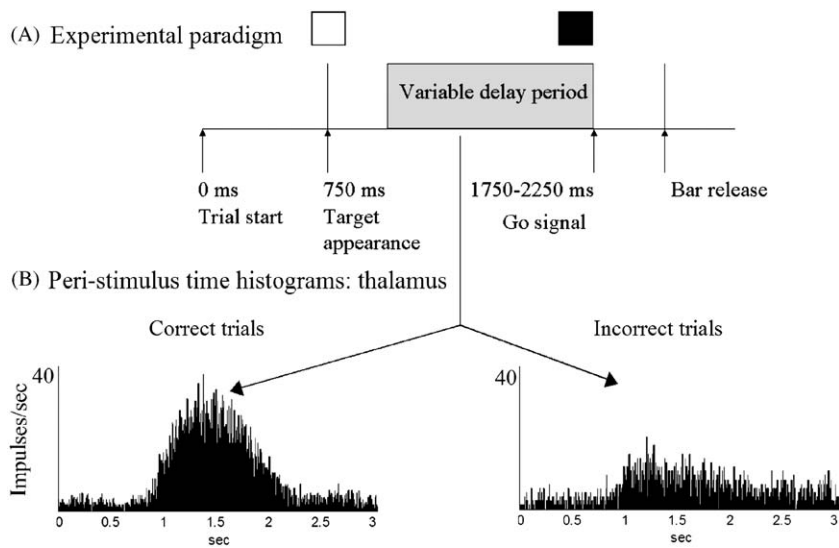 (A) Experimental paradigm
Variable delay period
0 ms
Trial start
750 ms
Target
appearance
1750-2250 ms
Go signal
Bar release
(B) Peri-stimulus time histograms: thalamus
Correct trials
Incorrect trials
Impulses/sec
40
0 0.5 1 1.5 2 2.5 3
sec
40
0 0.5 1 1.5 2 2.5 3
sec